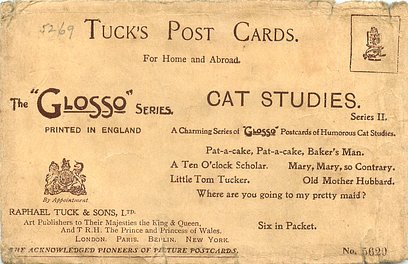 5269
TUCK'S POST CARDS.
For Home and Abroad.
The "GLOSSO" SERIES.
PRINTED IN ENGLAND
CAT STUDIES.
Series II.
A Charming Series of "GLOSSO" Postcards of Humorous Cat Studies.
Pat-a-cake, Pat-a-cake, Baker's Man.
A Ten O'clock Scholar. Mary, Mary, so Contrary.
Little Tom Tucker. Old Mother Hubbard.
Where are you going to my pretty maid?
By Appointment
RAPHAEL TUCK & SONS, LTD.
Art Publishers to Their Majesties the King & Queen,
And T R.H. The Prince and Princess of Wales.
LONDON. PARIS. BERLIN. NEW YORK.
Six in Packet.
THE ACKNOWLEDGED PIONEERS OF PICTURE POSTCARDS.
No. 5620